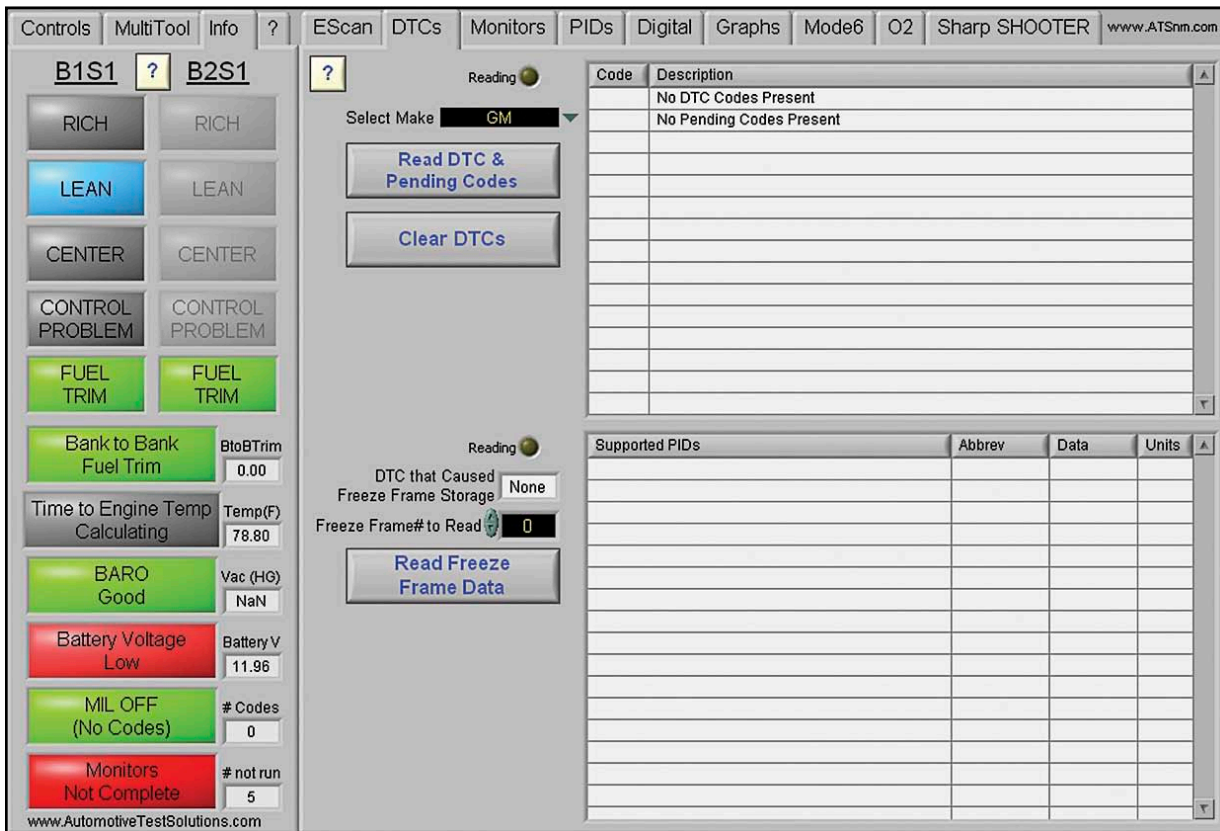 Controls MultiTool Info ?
EScan DTCs Monitors PIDs Digital Graphs Mode6 O2 Sharp SHOOTER www.ATSnm.com
B1S1 ? B2S1
RICH RICH
LEAN LEAN
CENTER CENTER
CONTROL PROBLEM CONTROL PROBLEM
FUEL TRIM FUEL TRIM
Bank to Bank
Fuel Trim
BtoBTrim
0.00
Time to Engine Temp
Calculating
Temp(F)
78.80
BARO
Good
Vac (HG)
NaN
Battery Voltage
Low
Battery V
11.96
MIL OFF
(No Codes)
# Codes
0
Monitors
Not Complete
# not run
5
www.AutomotiveTestSolutions.com
?
Reading
Select Make GM
Read DTC &
Pending Codes
Clear DTCs
Code Description
No DTC Codes Present
No Pending Codes Present
Reading
DTC that Caused
Freeze Frame Storage
None
Freeze Frame# to Read 0
Read Freeze
Frame Data
Supported PIDs Abbrev Data Units